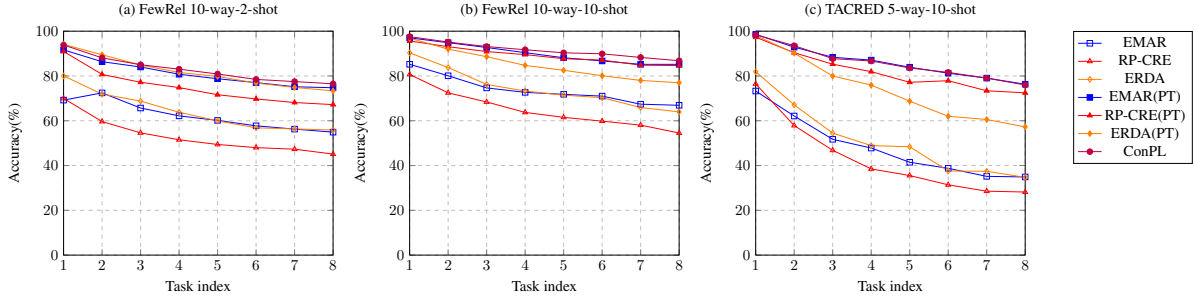 (a) FewRel 10-way-2-shot
100
80
60
40
20
0
Accuracy(%)
1 2 3 4 5 6 7 8
Task index
(b) FewRel 10-way-10-shot
100
80
60
40
20
0
Accuracy(%)
1 2 3 4 5 6 7 8
Task index
(c) TACRED 5-way-10-shot
100
80
60
40
20
0
Accuracy(%)
1 2 3 4 5 6 7 8
Task index
EMAR
RP-CRE
ERDA
EMAR(PT)
RP-CRE(PT)
ERDA(PT)
ConPL